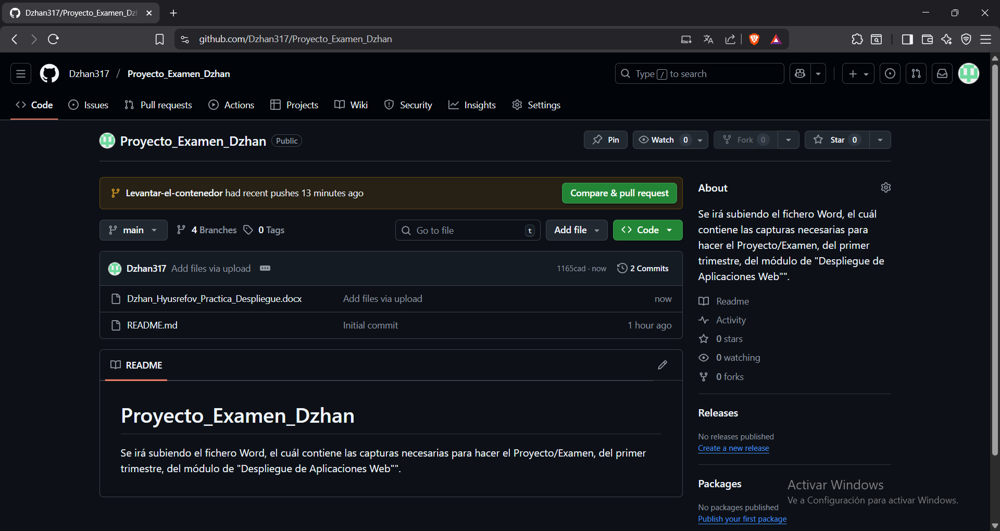 Dzhan317/Proyecto_Examen_Dzh
github.com/Dzhan317/Proyecto_Examen_Dzhan
Dzhan317 / Proyecto_Examen_Dzhan
Type / to search
Code Issues Pull requests Actions Projects Wiki Security Insights Settings
Proyecto_Examen_Dzhan Public
Pin Watch 0 Fork 0 Star 0
Levantar-el-contenedor had recent pushes 13 minutes ago
Compare & pull request
main 4 Branches 0 Tags
Go to file t
Add file
Code
Dzhan317 Add files via upload
1165cad · now 2 Commits
Dzhan_Hyusrefov_Practica_Despliegue.docx Add files via upload now
README.md Initial commit 1 hour ago
README
Proyecto_Examen_Dzhan
Se irá subiendo el fichero Word, el cuál contiene las capturas necesarias para hacer el Proyecto/Examen, del primer
trimestre, del módulo de "Despliegue de Aplicaciones Web"".
About
Se irá subiendo el fichero Word, el cuál
contiene las capturas necesarias para
hacer el Proyecto/Examen, del primer
trimestre, del módulo de "Despliegue de
Aplicaciones Web"".
Readme
Activity
0 stars
0 watching
0 forks
Releases
No releases published
Create a new release
Packages
No packages published
Publish your first package
Activar Windows
Ve a Configuración para activar Windows.